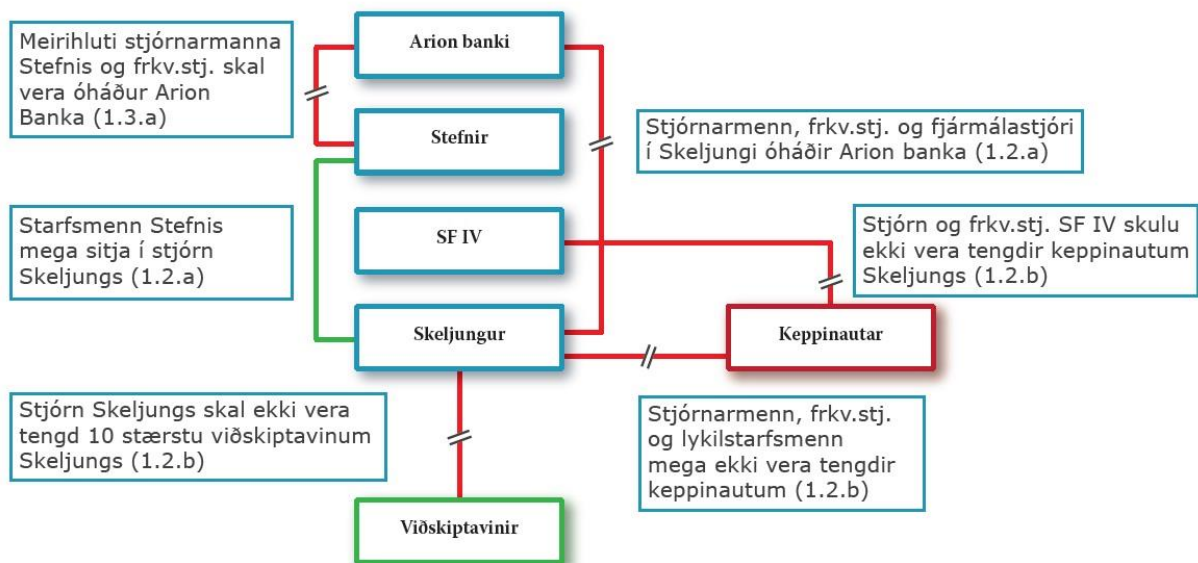 Meirihluti stjórnarmanna
Stefnis og frkv.stj. skal
vera óháður Arion
Banka (1.3.a)
Arion banki
Stefnir
Stjórnarmenn, frkv.stj. og fjármálastjóri
í Skeljungi óháðir Arion banka (1.2.a)
Starfsmenn Stefnis
mega sitja í stjórn
Skeljungs (1.2.a)
SF IV
Stjórn og frkv.stj. SF IV skulu
ekki vera tengdir keppinautum
Skeljungs (1.2.b)
Skeljungur
Keppinautar
Stjórn Skeljungs skal ekki vera
tengd 10 stærstu viðskiptavinum
Skeljungs (1.2.b)
Stjórnarmenn, frkv.stj.
og lykilstarfsmenn
mega ekki vera tengdir
keppinautum (1.2.b)
Viðskiptavinir